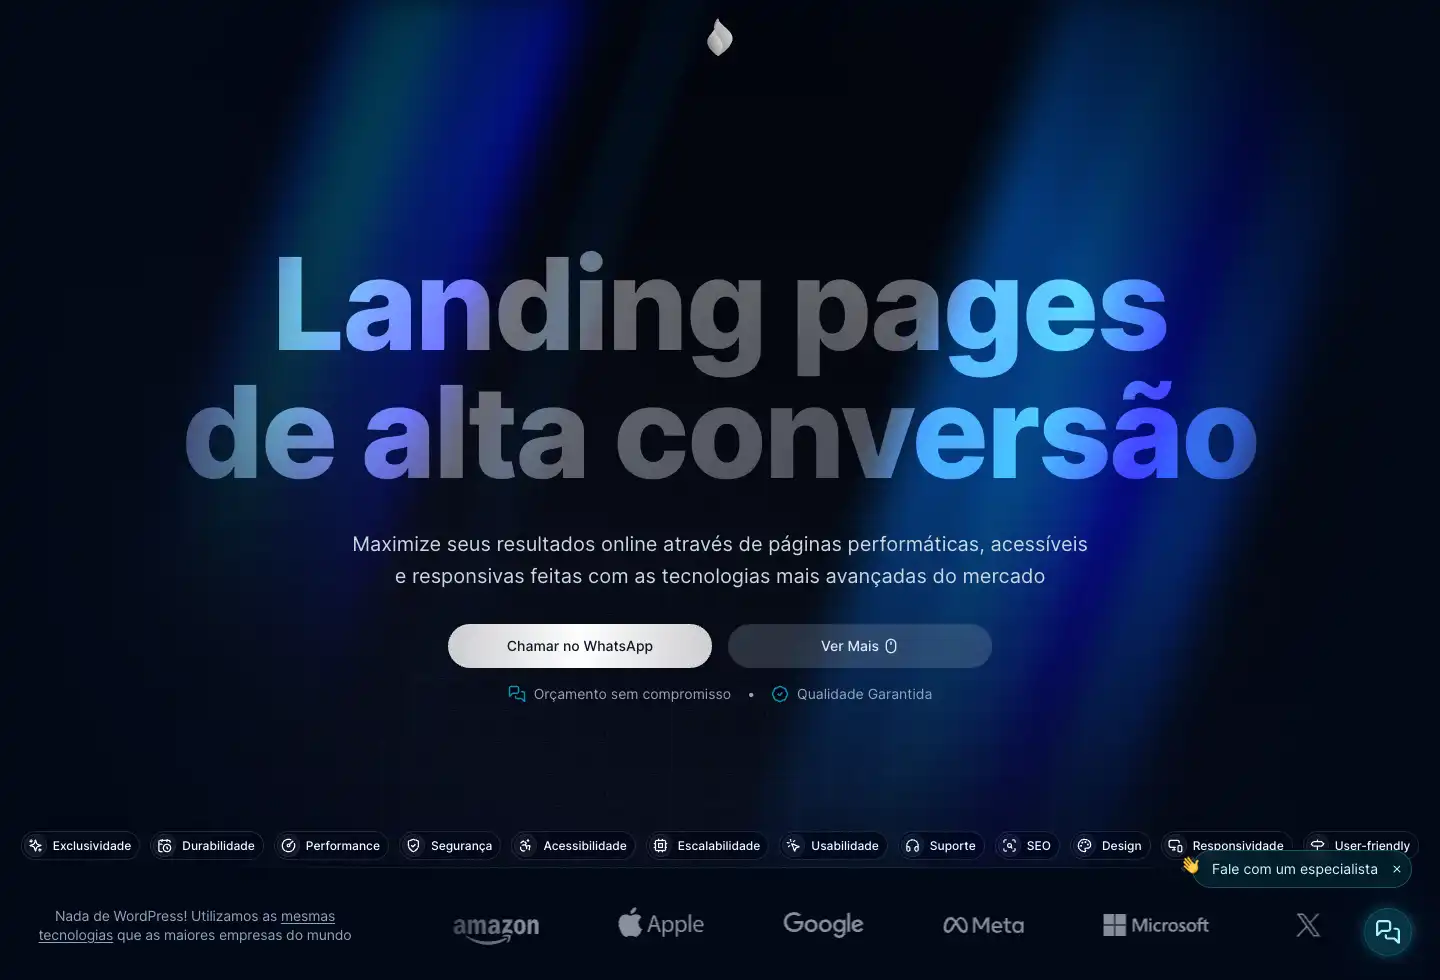 Landing pages
de alta conversão
Maximize seus resultados online através de páginas performáticas, acessíveis
e responsivas feitas com as tecnologias mais avançadas do mercado
Chamar no WhatsApp
Ver Mais
Orçamento sem compromisso • Qualidade Garantida
Exclusividade
Durabilidade
Performance
Segurança
Acessibilidade
Escalabilidade
Usabilidade
Suporte
SEO
Design
Responsividade
User-friendly
Fale com um especialista ×
Nada de WordPress! Utilizamos as mesmas
tecnologias que as maiores empresas do mundo
amazon
Apple
Google
Meta
Microsoft
X